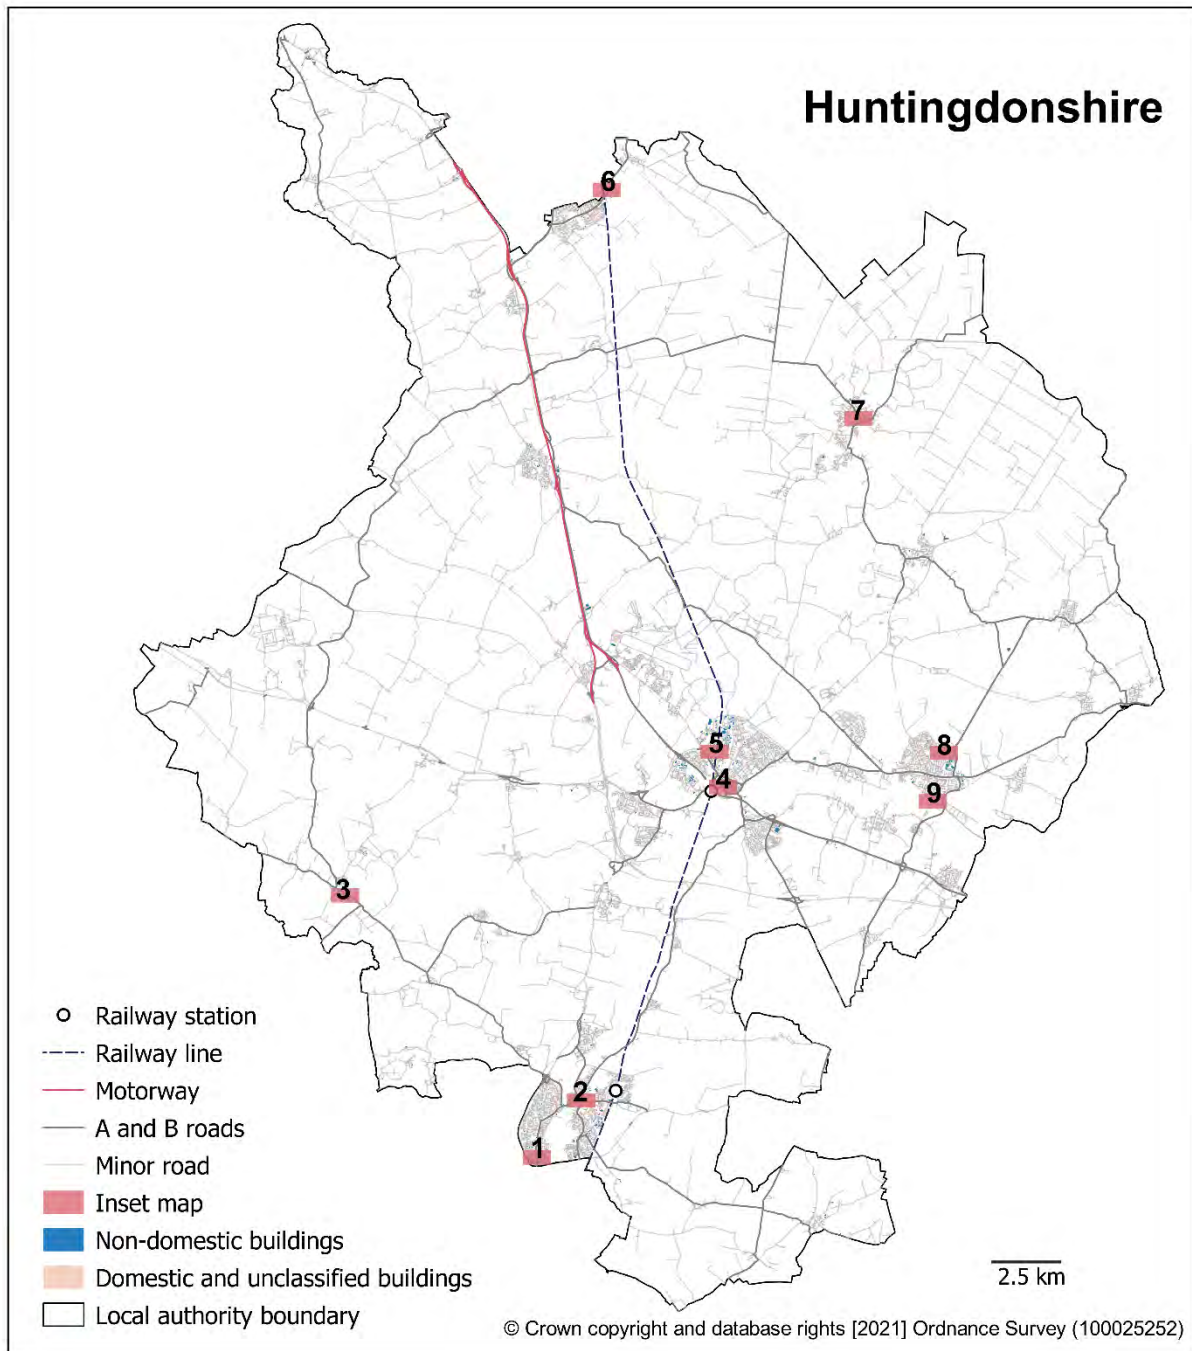 Huntingdonshire
6
7
5
8
4
9
3
2
1
Railway station
Railway line
Motorway
A and B roads
Minor road
Inset map
Non-domestic buildings
Domestic and unclassified buildings
Local authority boundary
2.5 km
© Crown copyright and database rights [2021] Ordnance Survey (100025252)